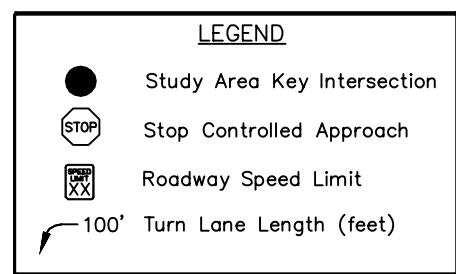 LEGEND
Study Area Key Intersection
STOP Stop Controlled Approach
SPEED
LIMIT
XX
Roadway Speed Limit
100' Turn Lane Length (feet)